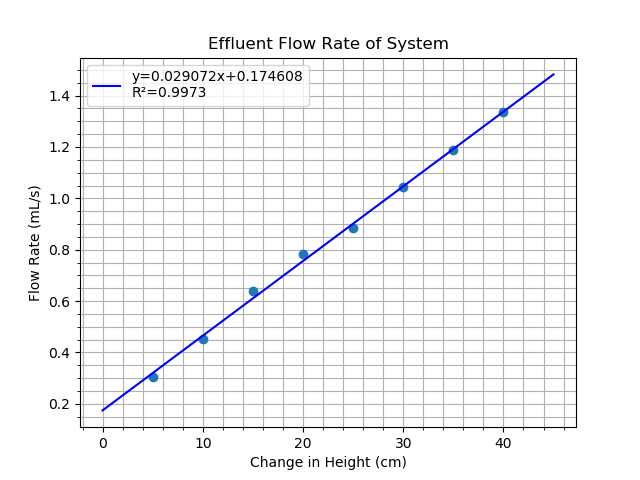 Effluent Flow Rate of System
y=0.029072x+0.174608
R²=0.9973
1.4
1.2
1.0
0.8
0.6
0.4
0.2
Flow Rate (mL/s)
0 10 20 30 40
Change in Height (cm)